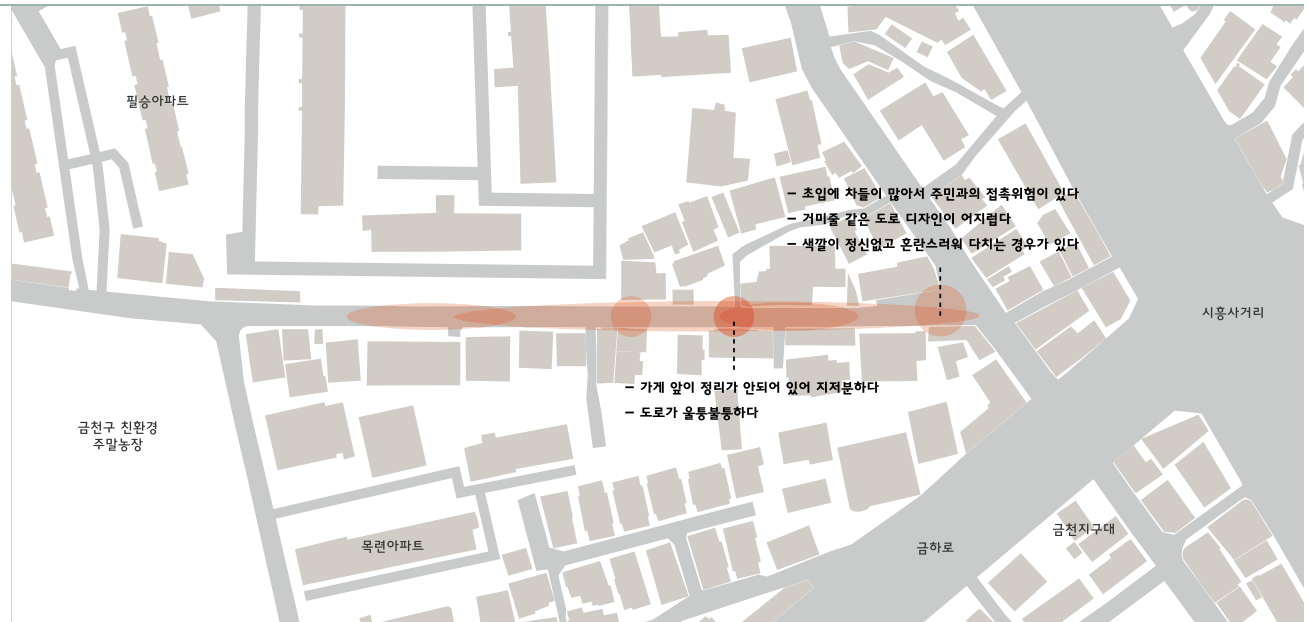 필승아파트
– 초입에 차들이 많아서 주민과의 접촉위험이 있다
– 거미줄 같은 도로 디자인이 어지럽다
– 색깔이 정신없고 혼란스러워 다치는 경우가 있다
시흥사거리
– 가게 앞이 정리가 안되어 있어 지저분하다
– 도로가 울퉁불퉁하다
금천구 친환경
주말농장
목련아파트
금하로
금천지구대